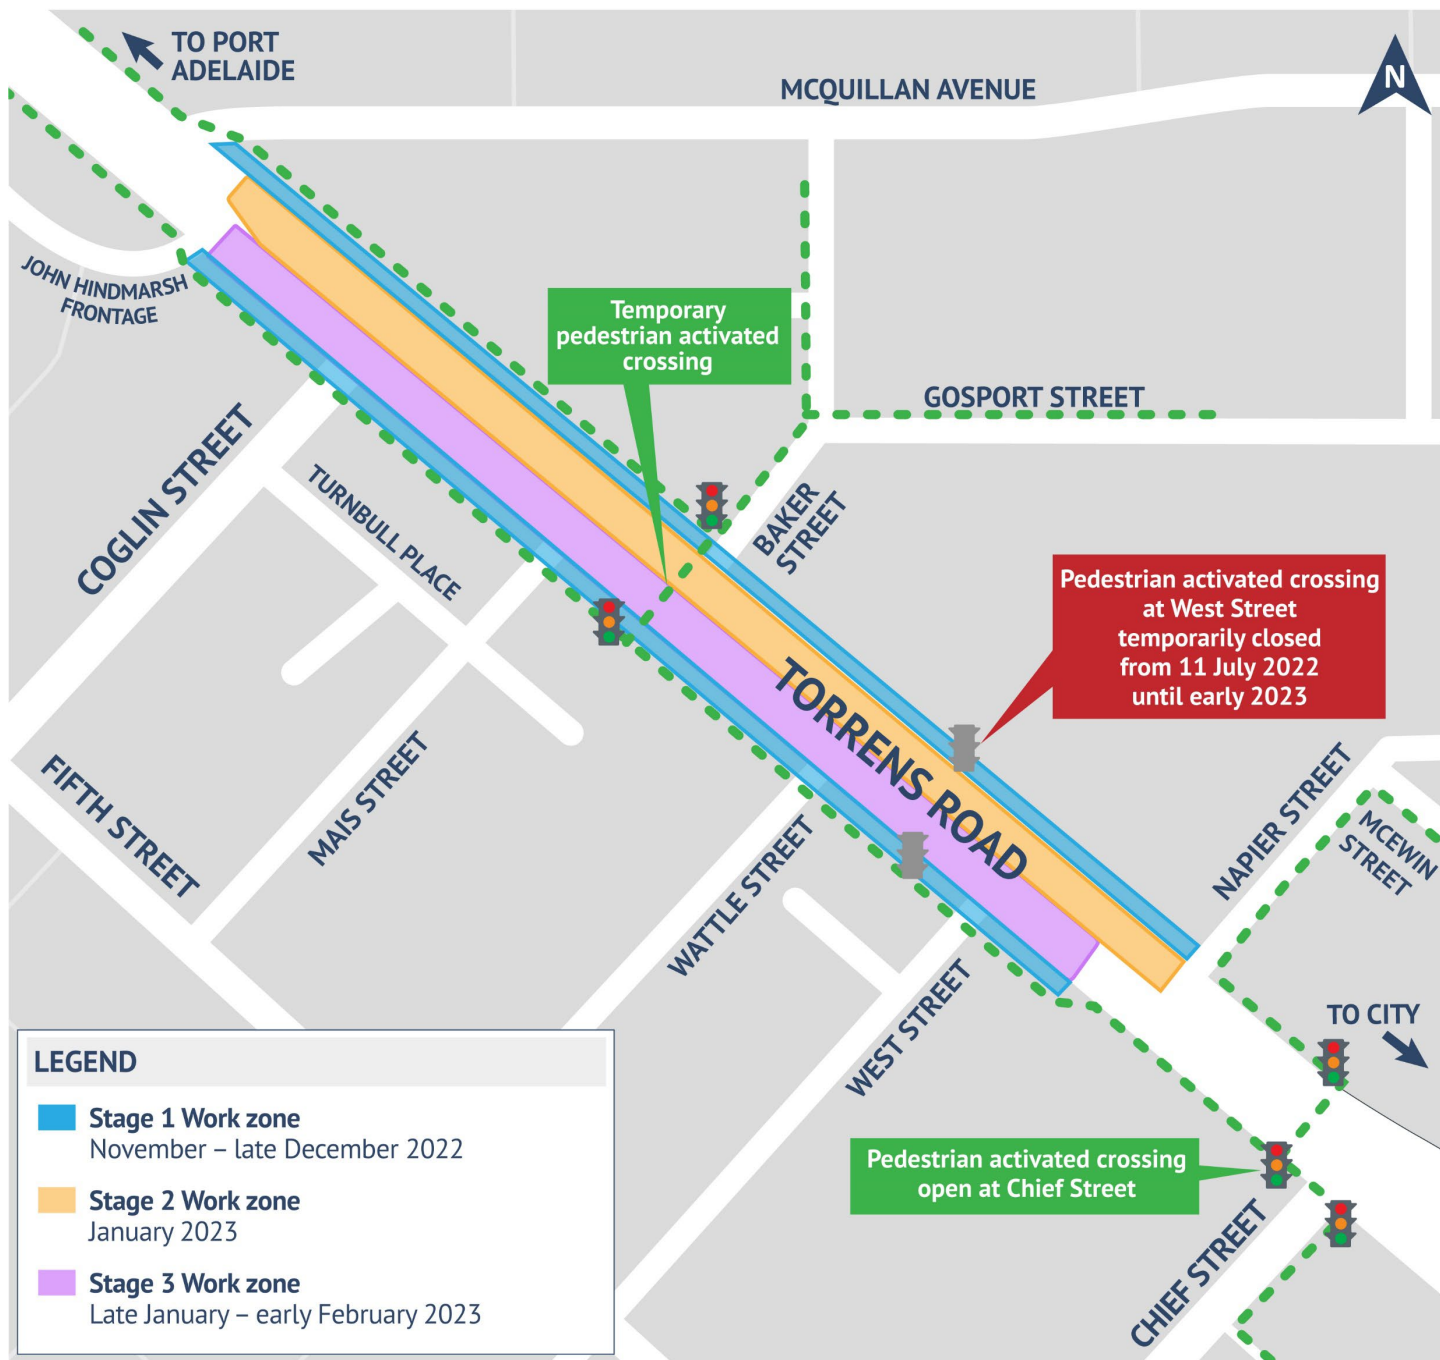 TO PORT
ADELAIDE
MCQUILLAN AVENUE
N
JOHN HINDMARSH
FRONTAGE
Temporary
pedestrian activated
crossing
GOSPORT STREET
COGLIN STREET
TURNBULL PLACE
BAKER
STREET
Pedestrian activated crossing
at West Street
temporarily closed
from 11 July 2022
until early 2023
TORRENS ROAD
FIFTH STREET
MAIS STREET
WATTLE STREET
NAPIER STREET
MCEWIN
STREET
WEST STREET
TO CITY
LEGEND
Stage 1 Work zone
November – late December 2022
Stage 2 Work zone
January 2023
Stage 3 Work zone
Late January – early February 2023
Pedestrian activated crossing
open at Chief Street
CHIEF STREET